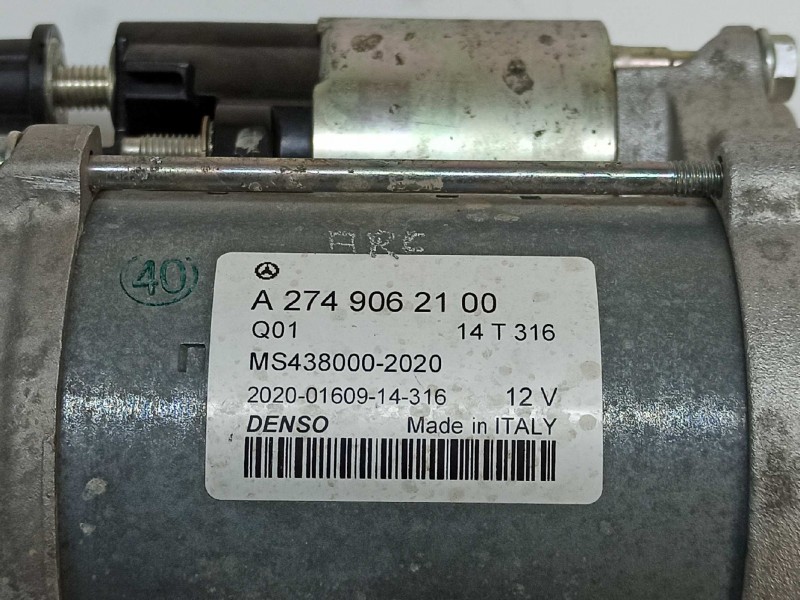 ARC
40
A 274 906 21 00
Q01 14 T 316
MS438000-2020
2020-01609-14-316 12 V
DENSO Made in ITALY